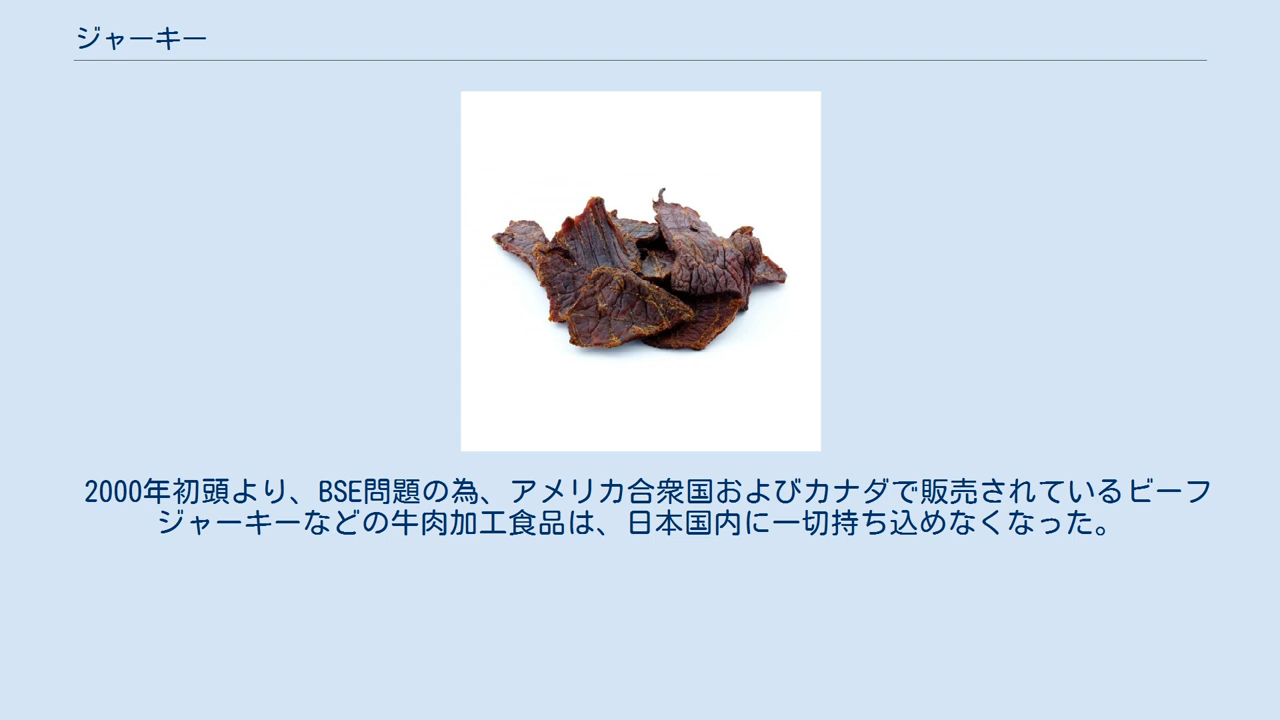 ジャーキー
2000年初頭より、BSE問題の為、アメリカ合衆国およびカナダで販売されているビーフ
ジャーキーなどの牛肉加工食品は、日本国内に一切持ち込めなくなった。